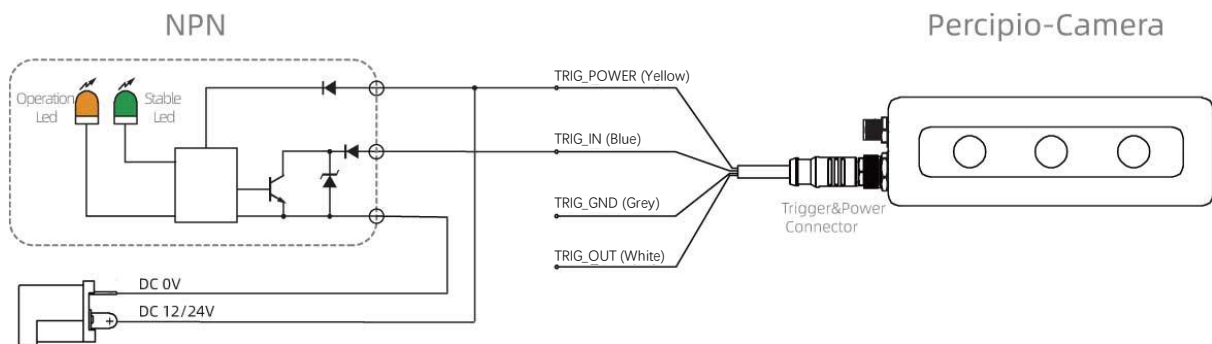 NPN
Percipio-Camera
Operation
Led
Stable
Led
TRIG_POWER (Yellow)
TRIG_IN (Blue)
TRIG_GND (Grey)
TRIG_OUT (White)
Trigger&Power
Connector
DC 0V
DC 12/24V
+